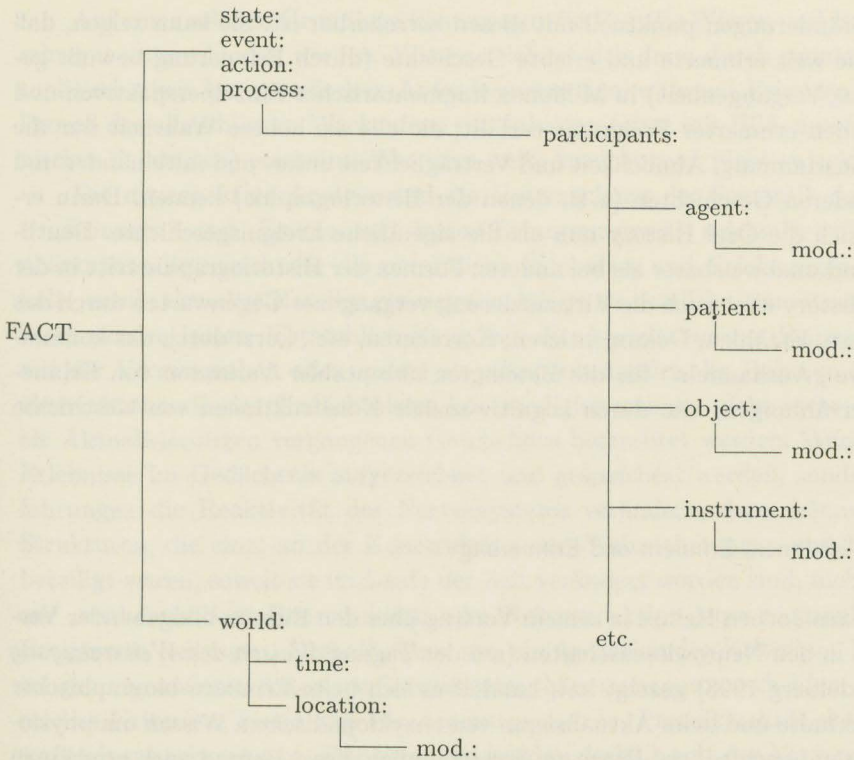 state:
event:
action:
process:
participants:
agent:
mod.:
FACT
patient:
mod.:
object:
mod.:
instrument:
mod.:
world:
etc.
time:
location:
mod.: